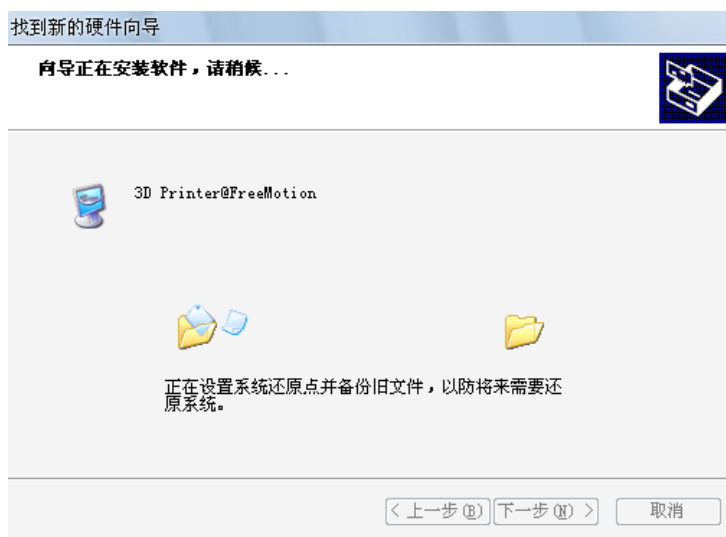 找到新的硬件向导
向导正在安装软件，请稍候...
3D Printer@FreeMotion
正在设置系统还原点并备份旧文件，以防将来需要还
原系统。
< 上一步(B) 下一步(N) > 取消